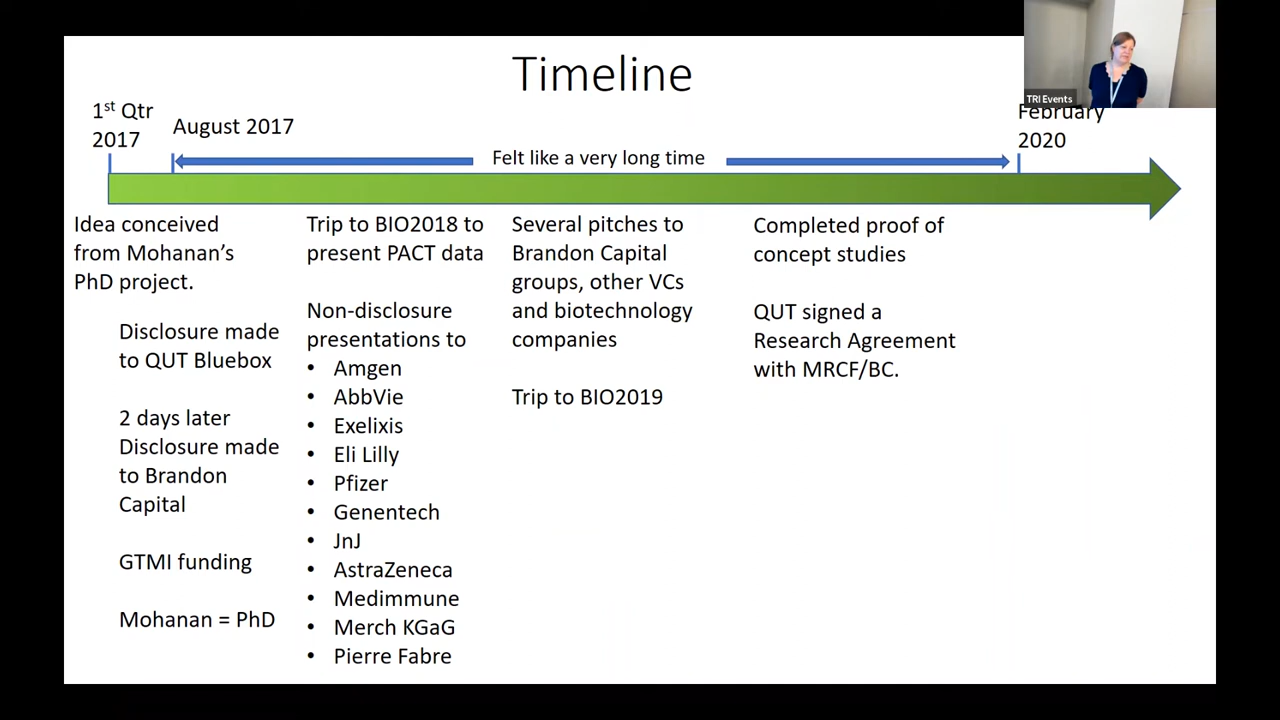 Timeline
TRI Events
1st Qtr
2017
August 2017
February
2020
Felt like a very long time
Idea conceived
from Mohanan’s
PhD project.
Disclosure made
to QUT Bluebox
2 days later
Disclosure made
to Brandon
Capital
GTMI funding
Mohanan = PhD
Trip to BIO2018 to
present PACT data
Non-disclosure
presentations to
• Amgen
• AbbVie
• Exelixis
• Eli Lilly
• Pfizer
• Genentech
• JnJ
• AstraZeneca
• Medimmune
• Merch KGaG
• Pierre Fabre
Several pitches to
Brandon Capital
groups, other VCs
and biotechnology
companies
Trip to BIO2019
Completed proof of
concept studies
QUT signed a
Research Agreement
with MRCF/BC.